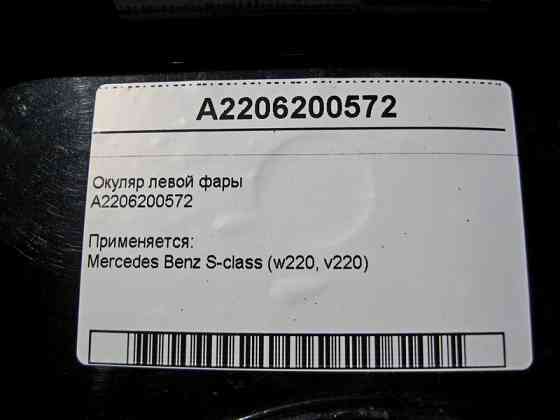 A2206200572
Окуляр левой фары
A2206200572
Применяется:
Mercedes Benz S-class (w220, v220)